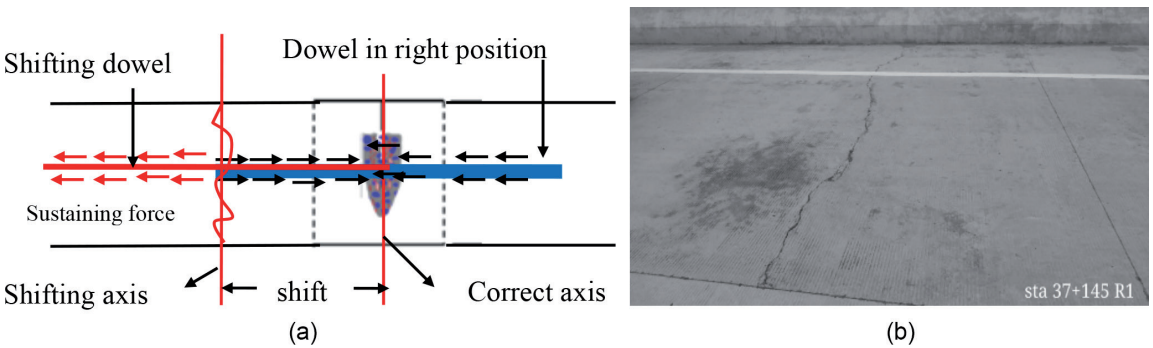 Shifting dowel
Dowel in right position
Sustaining force
Shifting axis
shift
Correct axis
(a)
sta 37+145 R1
(b)